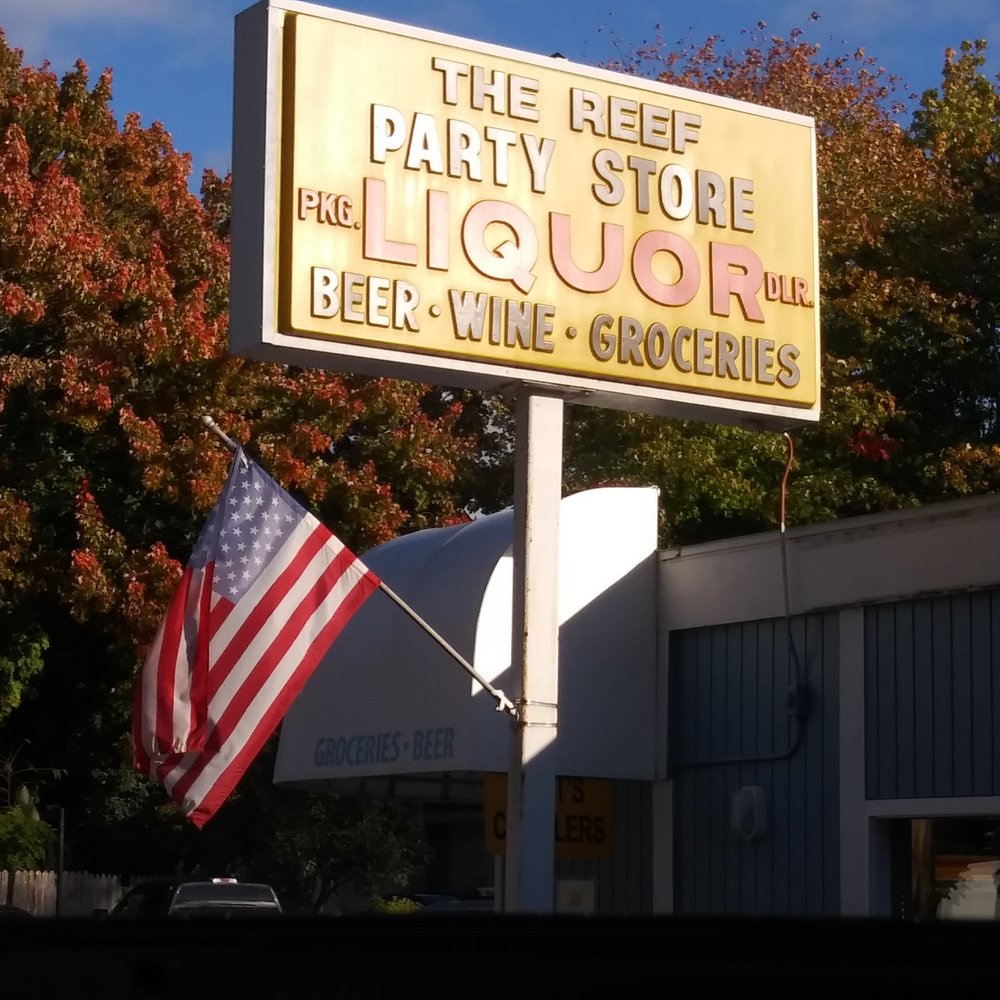 THE REEF
PARTY STORE
PKG. LIQUOR DLR.
BEER · WINE · GROCERIES
GROCERIES · BEER